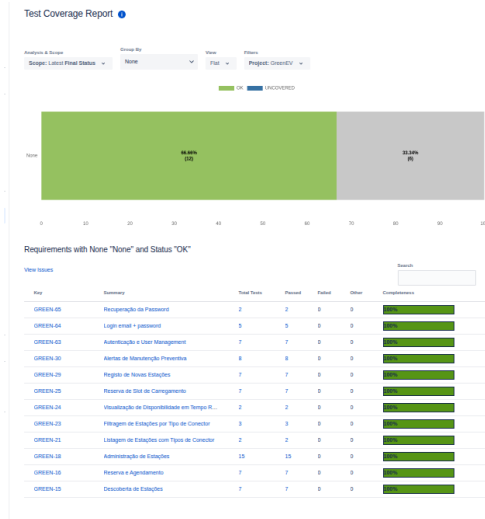 Test Coverage Report
Analysis & Scope
Group By
View
Filters
Scope: Latest Final Status
None
Flat
Project: GreenEV
OK
UNCOVERED
None
66.66%
(12)
33.34%
(6)
0 10 20 30 40 50 60 70 80 90 10
Requirements with None "None" and Status "OK"
View Issues
Search
Key Summary Total Tests Passed Failed Other Completeness
GREEN-65 Recuperação da Password 2 2 0 0 100%
GREEN-64 Login email + password 5 5 0 0 100%
GREEN-63 Autenticação e User Management 7 7 0 0 100%
GREEN-30 Alertas de Manutenção Preventiva 8 8 0 0 100%
GREEN-29 Registo de Novas Estações 7 7 0 0 100%
GREEN-25 Reserva de Slot de Carregamento 7 7 0 0 100%
GREEN-24 Visualização de Disponibilidade em Tempo R... 2 2 0 0 100%
GREEN-23 Filtragem de Estações por Tipo de Conector 3 3 0 0 100%
GREEN-21 Listagem de Estações com Tipos de Conector 2 2 0 0 100%
GREEN-18 Administração de Estações 15 15 0 0 100%
GREEN-16 Reserva e Agendamento 7 7 0 0 100%
GREEN-15 Descoberta de Estações 7 7 0 0 100%